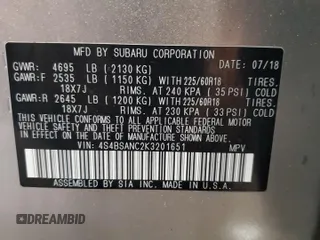 MFD BY SUBARU CORPORATION 07/18
GVWR: 4695 LB (2130 KG)
GAWR:F 2535 LB (1150 KG) WITH 225/60R18 TIRES,
18X7J RIMS, AT 240 KPA (35 PSI) COLD
GAWR:R 2645 LB (1200 KG) WITH 225/60R18 TIRES,
18X7J RIMS, AT 230 KPA (33 PSI) COLD
THIS VEHICLE CONFORMS TO ALL APPLICABLE U.S. FEDERAL
MOTOR VEHICLE SAFETY, BUMPER, AND THEFT PREVENTION
STANDARDS IN EFFECT ON THE DATE OF MANUFACTURE SHOWN ABOVE.
VIN: 4S4BSANC2K3201651 MPV
ASSEMBLED BY SIA INC. MADE IN U.S.A.
© DREAMBID